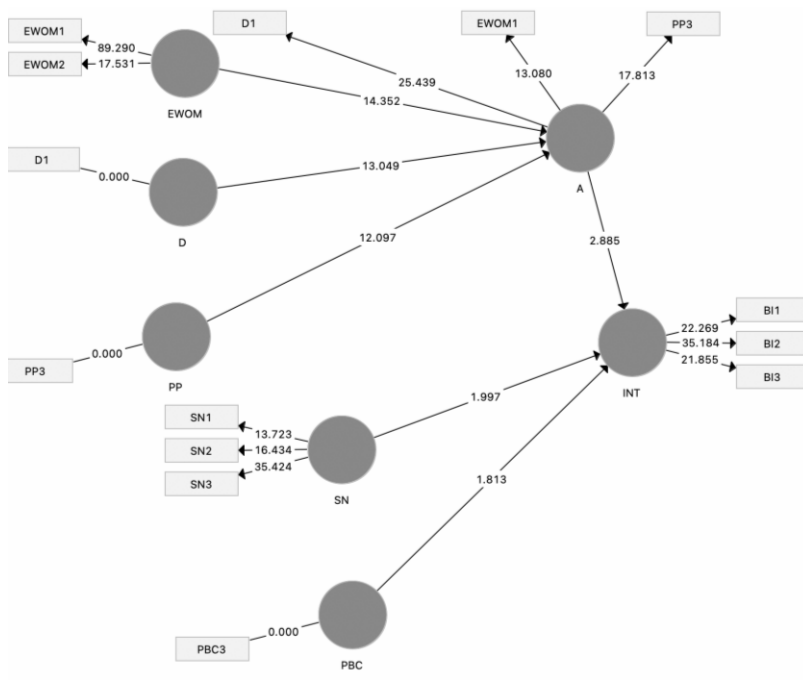 D1
EWOM1
PP3
EWOM1
EWOM2
89.290
17.531
EWOM
25.439
13.080
17.813
14.352
A
D1
0.000
D
13.049
12.097
2.885
PP3
0.000
PP
INT
22.269
35.184
21.855
BI1
BI2
BI3
SN1
SN2
SN3
13.723
16.434
35.424
SN
1.997
1.813
PBC3
0.000
PBC